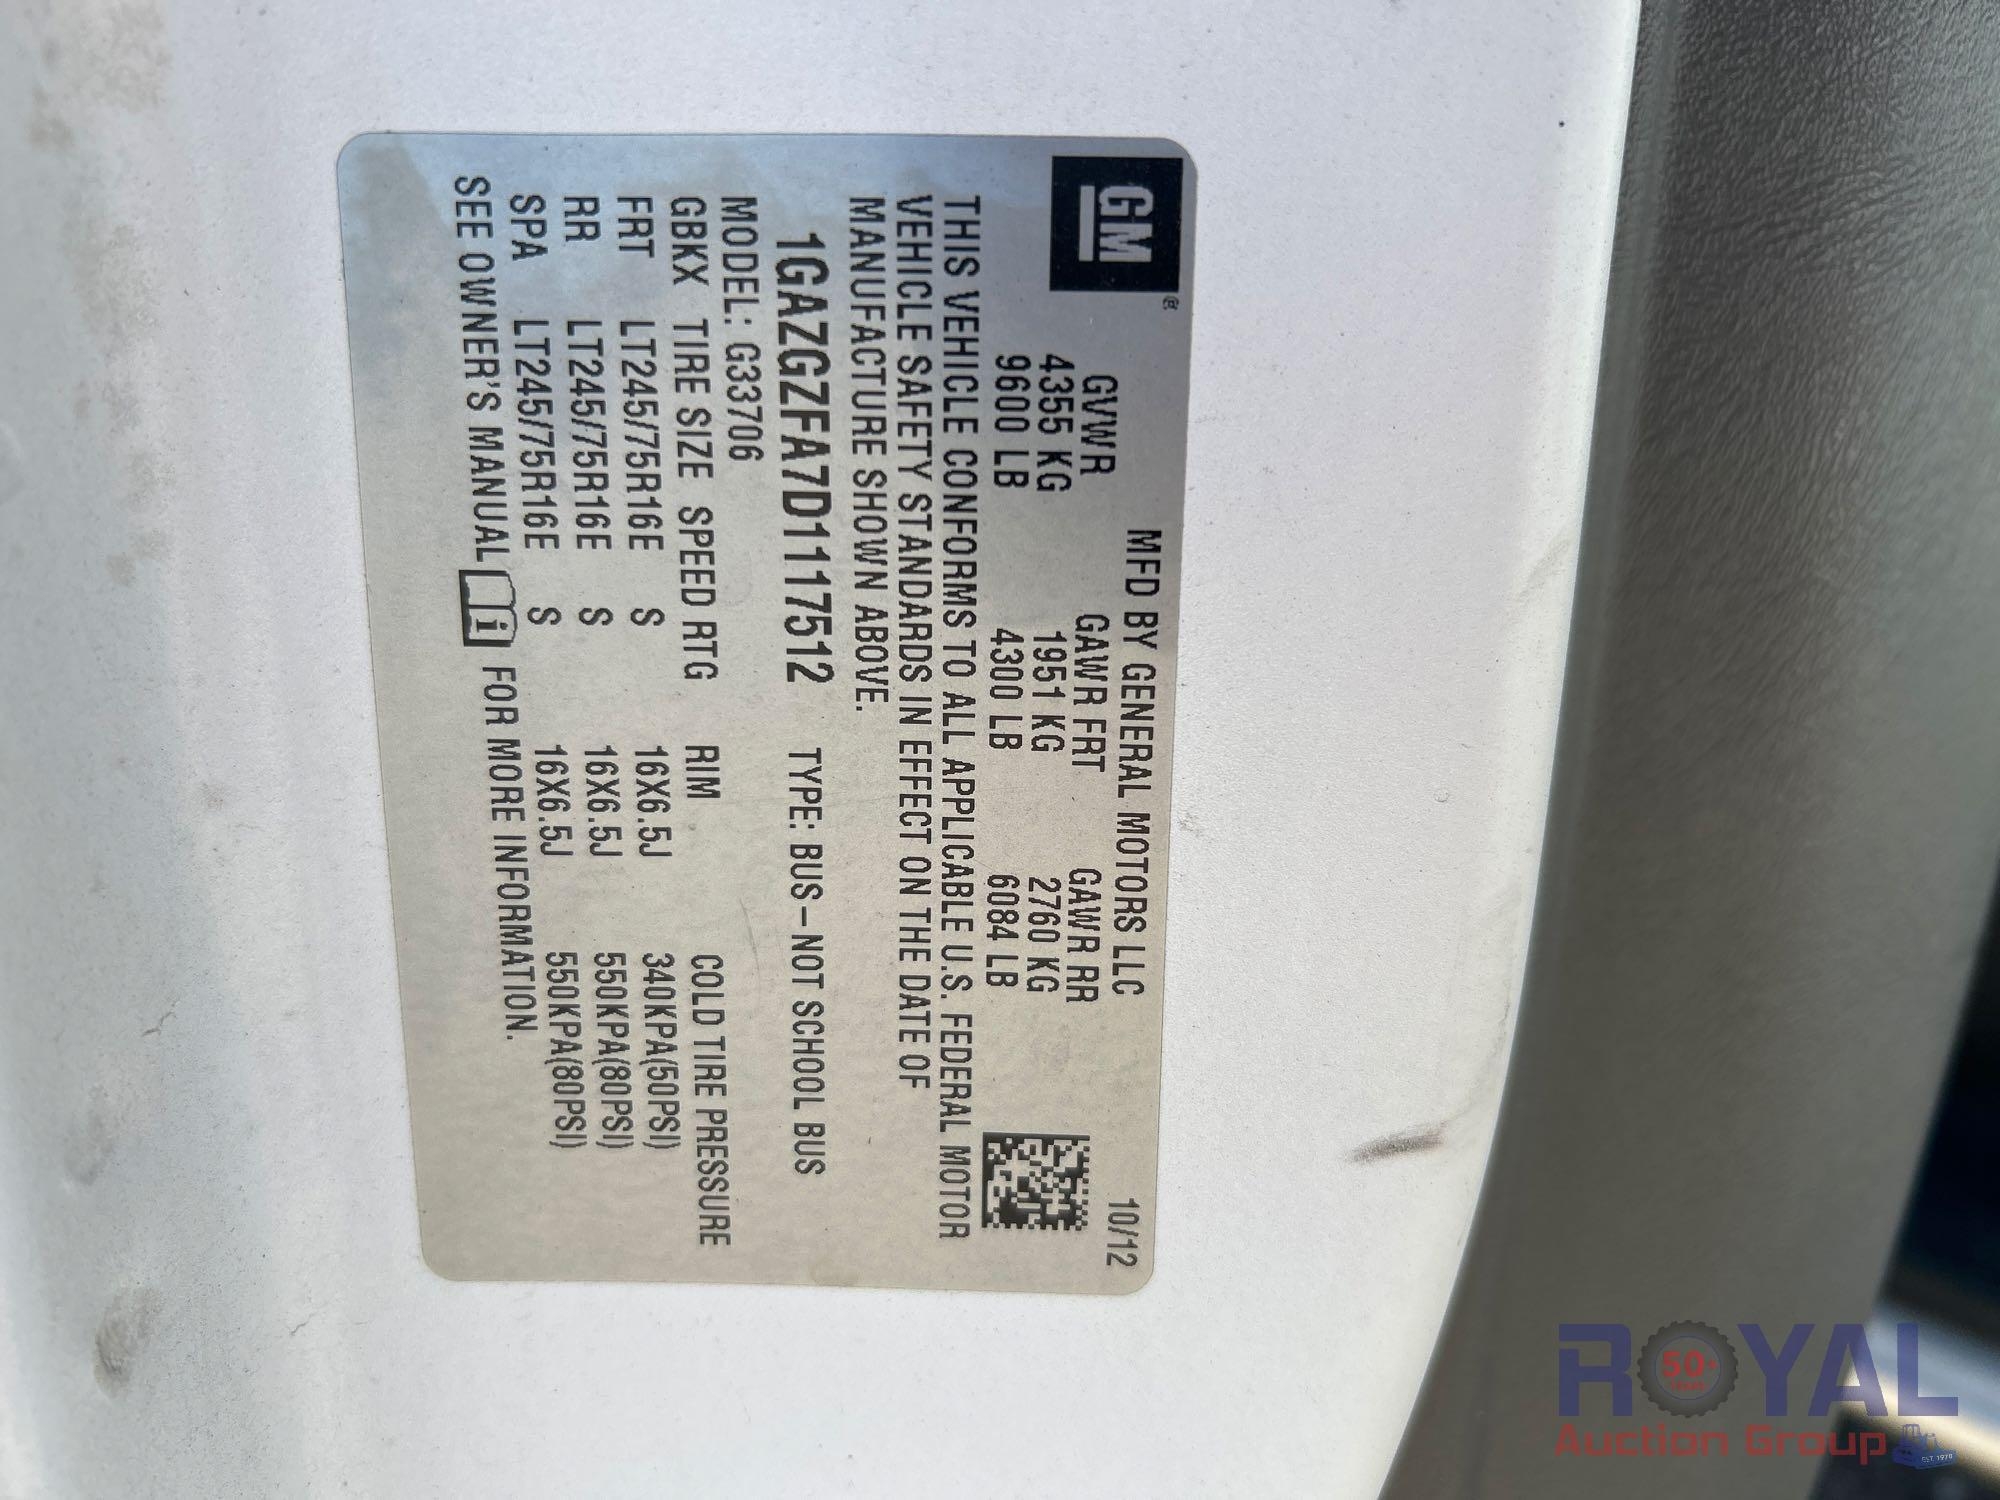 GM®
MFD BY GENERAL MOTORS LLC 10/12
GVWR GAWR FRT GAWR RR
4355 KG 1951 KG 2760 KG
9600 LB 4300 LB 6084 LB
THIS VEHICLE CONFORMS TO ALL APPLICABLE U.S. FEDERAL MOTOR
VEHICLE SAFETY STANDARDS IN EFFECT ON THE DATE OF
MANUFACTURE SHOWN ABOVE.
1GAZGZFA7D1117512 TYPE: BUS-NOT SCHOOL BUS
MODEL: G33706
GBKX TIRE SIZE SPEED RTG RIM COLD TIRE PRESSURE
FRT LT245/75R16E S 16X6.5J 340KPA(50PSI)
RR LT245/75R16E S 16X6.5J 550KPA(80PSI)
SPA LT245/75R16E S 16X6.5J 550KPA(80PSI)
SEE OWNER'S MANUAL i FOR MORE INFORMATION.
ROYAL
50+
YEARS
Auction Group
EST. 1970